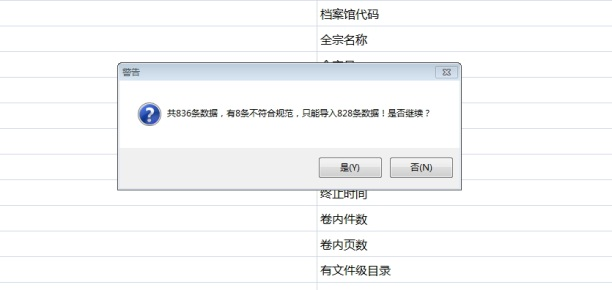 档案馆代码
全宗名称
警告
共836条数据，有8条不符合规范，只能导入828条数据！是否继续？
是(Y)
否(N)
终止时间
卷内件数
卷内页数
有文件级目录